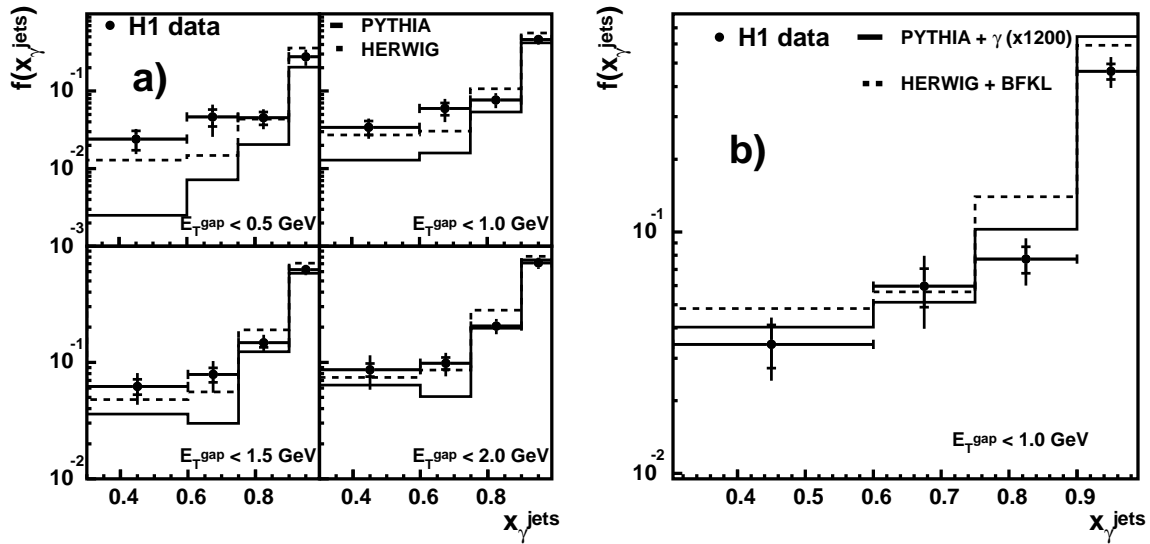 H1 data
PYTHIA
HERWIG
f(x_γ^jets)
a)
10^-1
10^-2
10^-3
E_T^gap < 0.5 GeV
E_T^gap < 1.0 GeV
10^0
10^-1
10^-2
E_T^gap < 1.5 GeV
E_T^gap < 2.0 GeV
0.4 0.6 0.8 0.4 0.6 0.8
x_γ^jets
f(x_γ^jets)
H1 data
PYTHIA + γ (x1200)
HERWIG + BFKL
b)
10^-1
10^-2
E_T^gap < 1.0 GeV
0.4 0.5 0.6 0.7 0.8 0.9
x_γ^jets